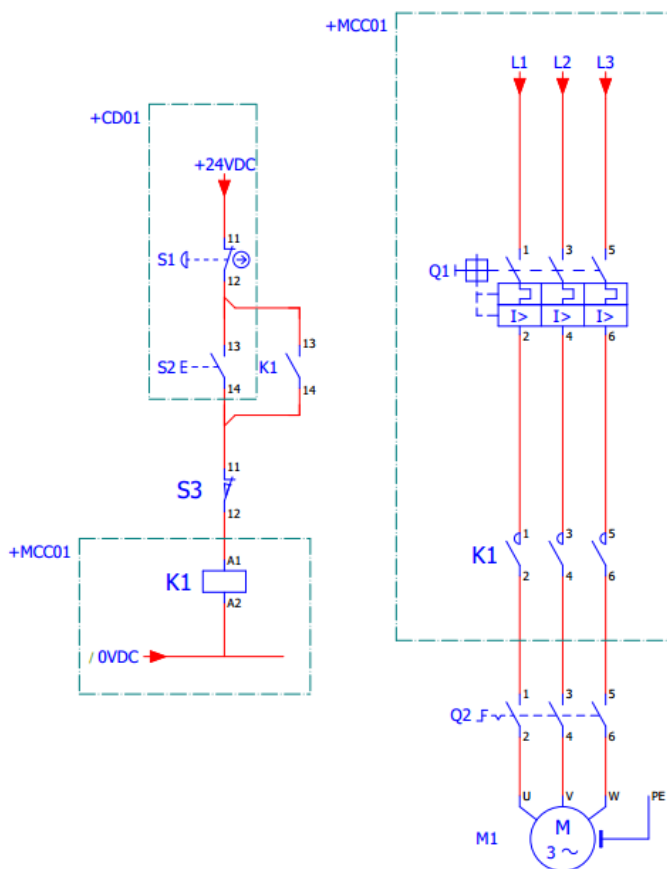 +MCC01
L1 L2 L3
+CD01
+24VDC
11
S1
12
1 3 5
Q1
I> I> I>
2 4 6
13 13
S2 K1
14 14
11
S3
12
+MCC01
A1
K1
A2
/ 0VDC
1 3 5
K1
2 4 6
1 3 5
Q2
2 4 6
U V W PE
M1
M
3 ~